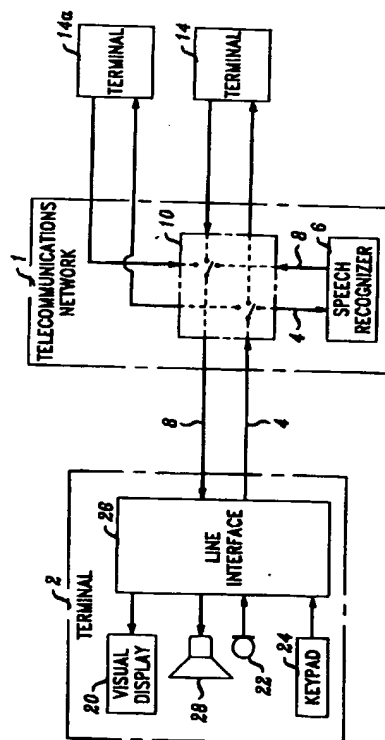 14a
TERMINAL
14
TERMINAL
1
TELECOMMUNICATIONS
NETWORK
10
8
6
4
SPEECH
RECOGNIZER
8
4
2
TERMINAL
26
LINE
INTERFACE
20
VISUAL
DISPLAY
28
22
24
KEYPAD